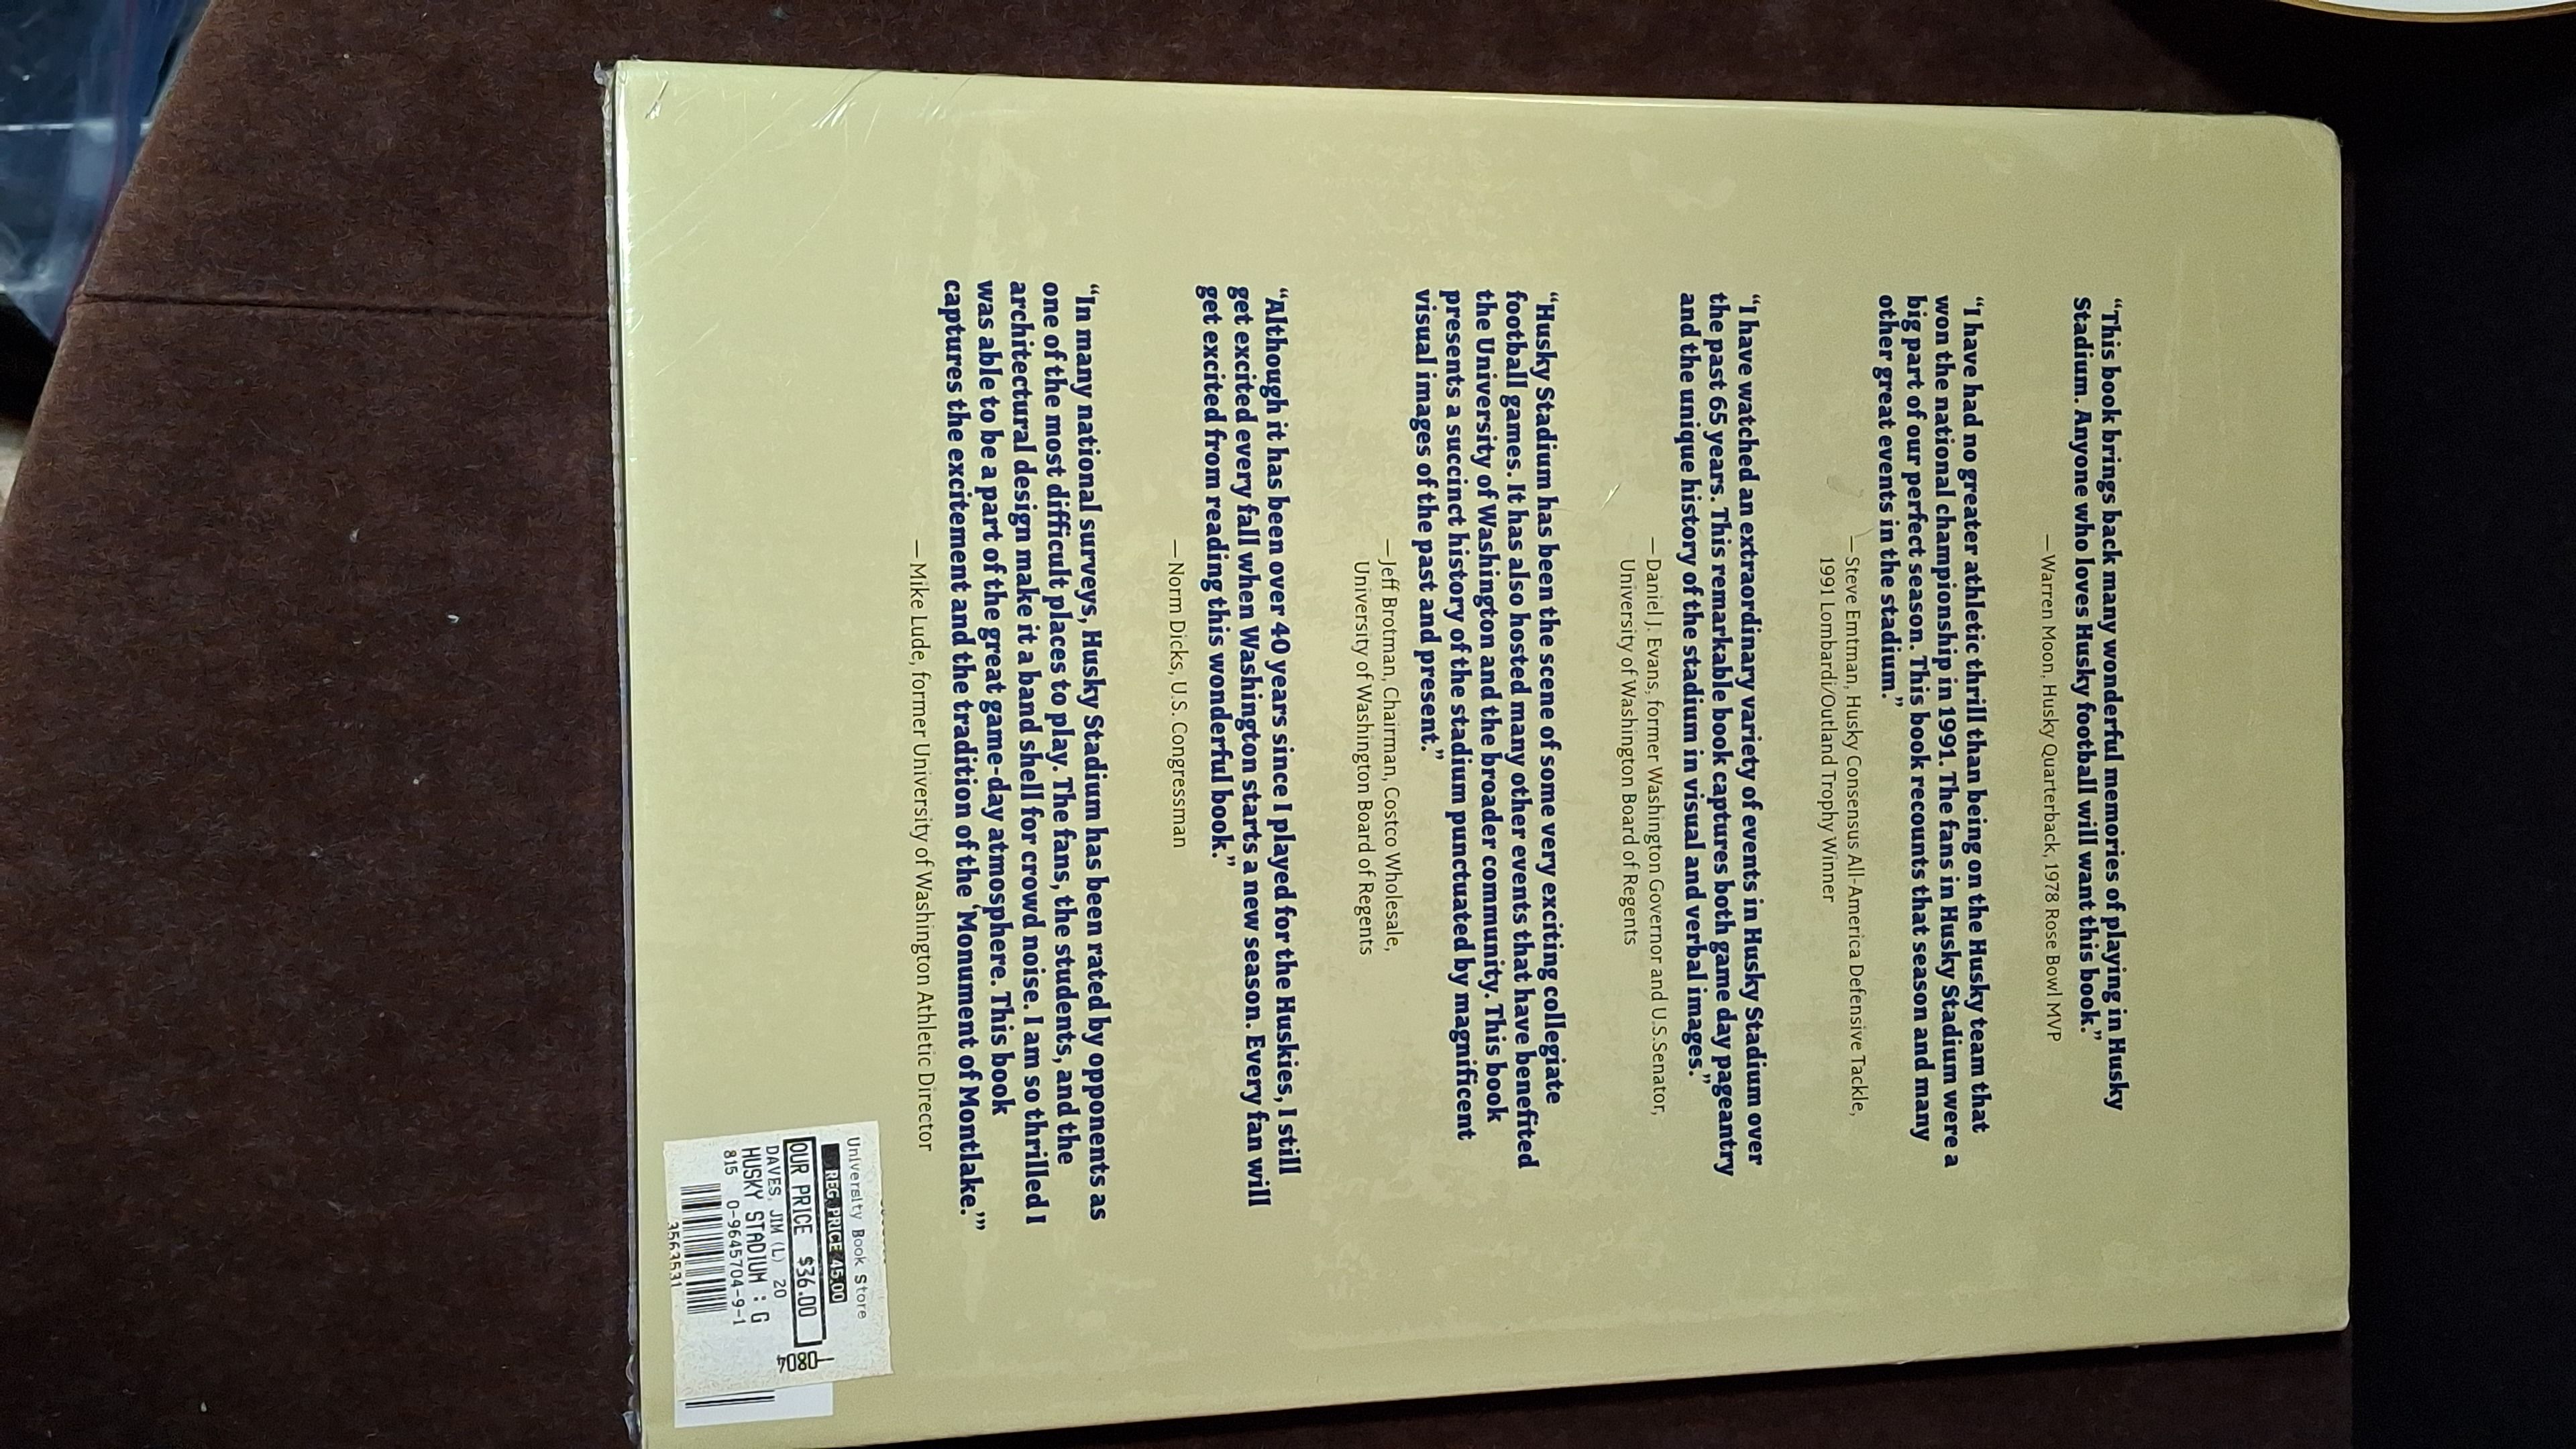 “This book brings back many wonderful memories of playing in Husky
Stadium. Anyone who loves Husky football will want this book.”
—Warren Moon, Husky Quarterback, 1978 Rose Bowl MVP
“I have had no greater athletic thrill than being on the Husky team that
won the national championship in 1991. The fans in Husky Stadium were a
big part of our perfect season. This book recounts that season and many
other great events in the stadium.”
—Steve Emtman, Husky Consensus All-America Defensive Tackle,
1991 Lombardi/Outland Trophy Winner
“I have watched an extraordinary variety of events in Husky Stadium over
the past 65 years. This remarkable book captures both game day pageantry
and the unique history of the stadium in visual and verbal images.”
—Daniel J. Evans, former Washington Governor and U.S.Senator,
University of Washington Board of Regents
“Husky Stadium has been the scene of some very exciting collegiate
football games. It has also hosted many other events that have benefited
the University of Washington and the broader community. This book
presents a succinct history of the stadium punctuated by magnificent
visual images of the past and present.”
—Jeff Brotman, Chairman, Costco Wholesale,
University of Washington Board of Regents
“Although it has been over 40 years since I played for the Huskies, I still
get excited every fall when Washington starts a new season. Every fan will
get excited from reading this wonderful book.”
—Norm Dicks, U.S. Congressman
“In many national surveys, Husky Stadium has been rated by opponents as
one of the most difficult places to play. The fans, the students, and the
architectural design make it a band shell for crowd noise. I am so thrilled I
was able to be a part of the great game-day atmosphere. This book
captures the excitement and the tradition of the ‘Monument of Montlake.’”
—Mike Lude, former University of Washington Athletic Director
University Book Store
REG PRICE 45.00
OUR PRICE $36.00
0804
DAVES, JIM (L) 20
HUSKY STADIUM : G
815 0-9645704-9-1
3563531